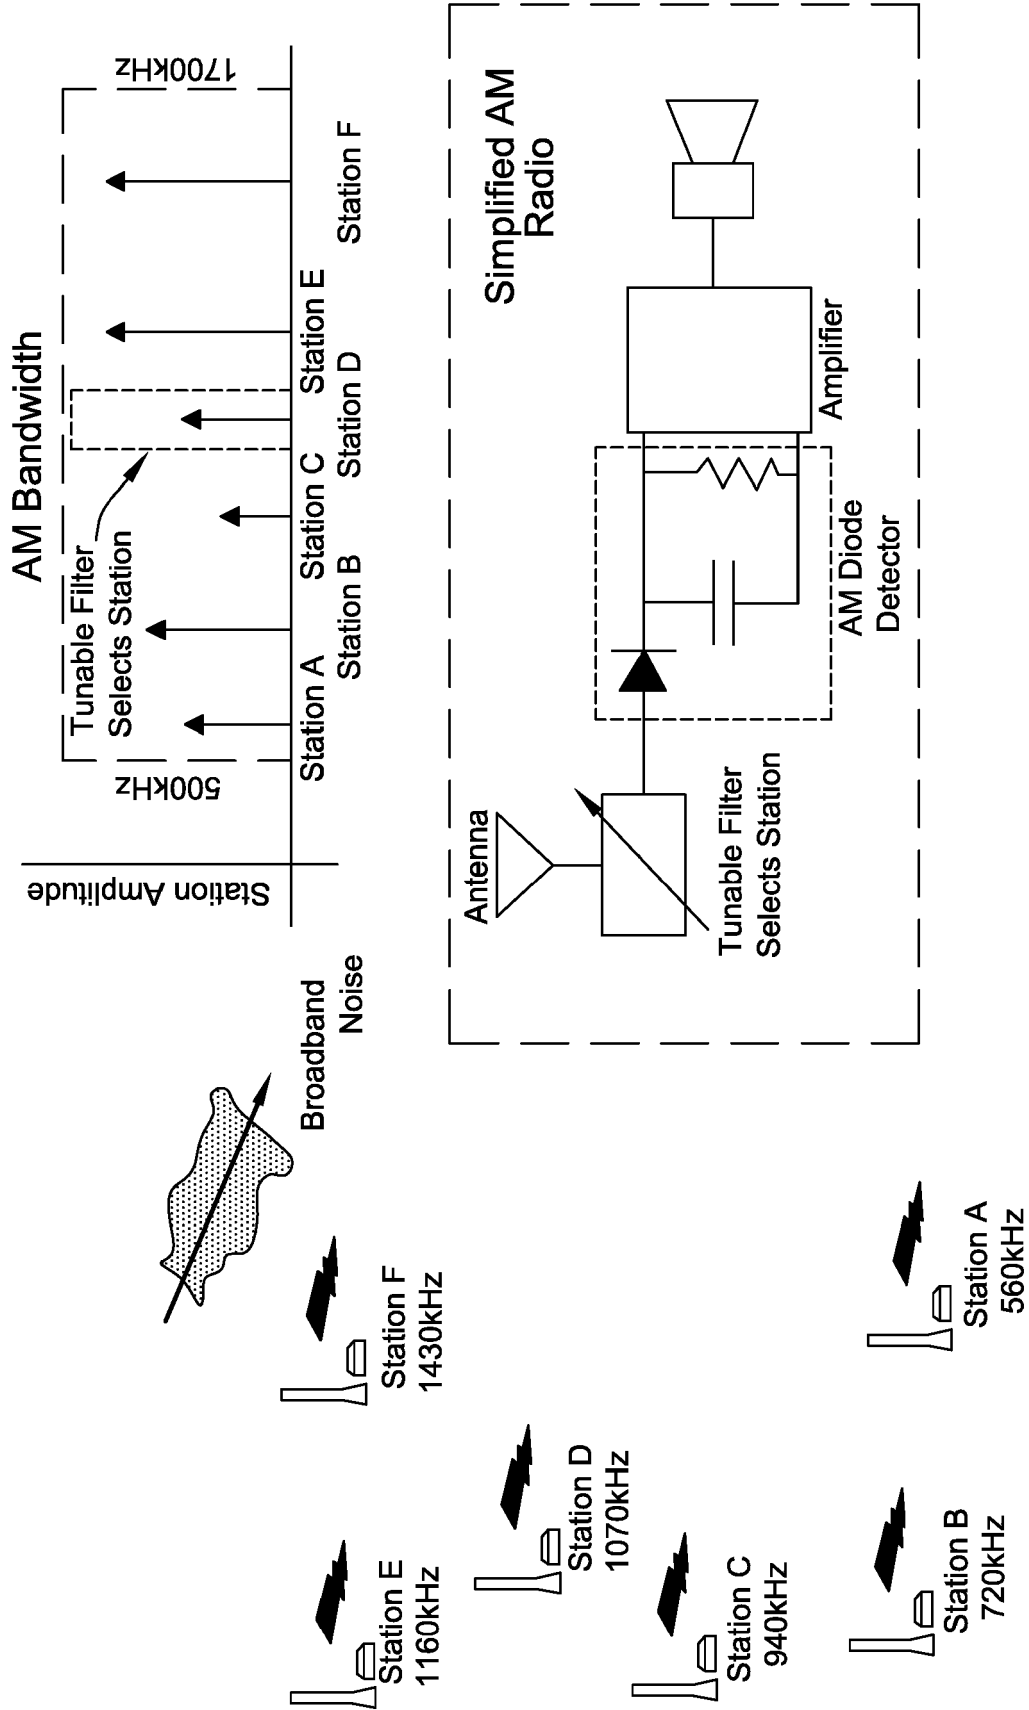 Station E
1160kHz
Station F
1430kHz
Station D
1070kHz
Station C
940kHz
Station B
720kHz
Station A
560kHz
Broadband
Noise
AM Bandwidth
Station Amplitude
500kHz
1700kHz
Tunable Filter
Selects Station
Station A
Station B
Station C
Station D
Station E
Station F
Simplified AM
Radio
Antenna
Tunable Filter
Selects Station
AM Diode
Detector
Amplifier